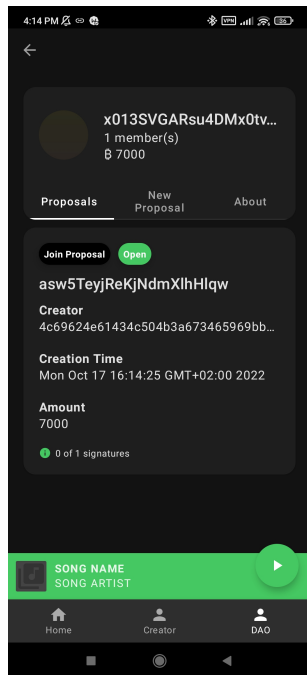 4:14 PM
VPN
36
x013SVGARsu4DMx0tv...
1 member(s)
฿ 7000
Proposals
New
Proposal
About
Join Proposal
Open
asw5TeyjReKjNdmXlhHlqw
Creator
4c69624e61434c504b3a673465969bb...
Creation Time
Mon Oct 17 16:14:25 GMT+02:00 2022
Amount
7000
0 of 1 signatures
SONG NAME
SONG ARTIST
Home
Creator
DAO